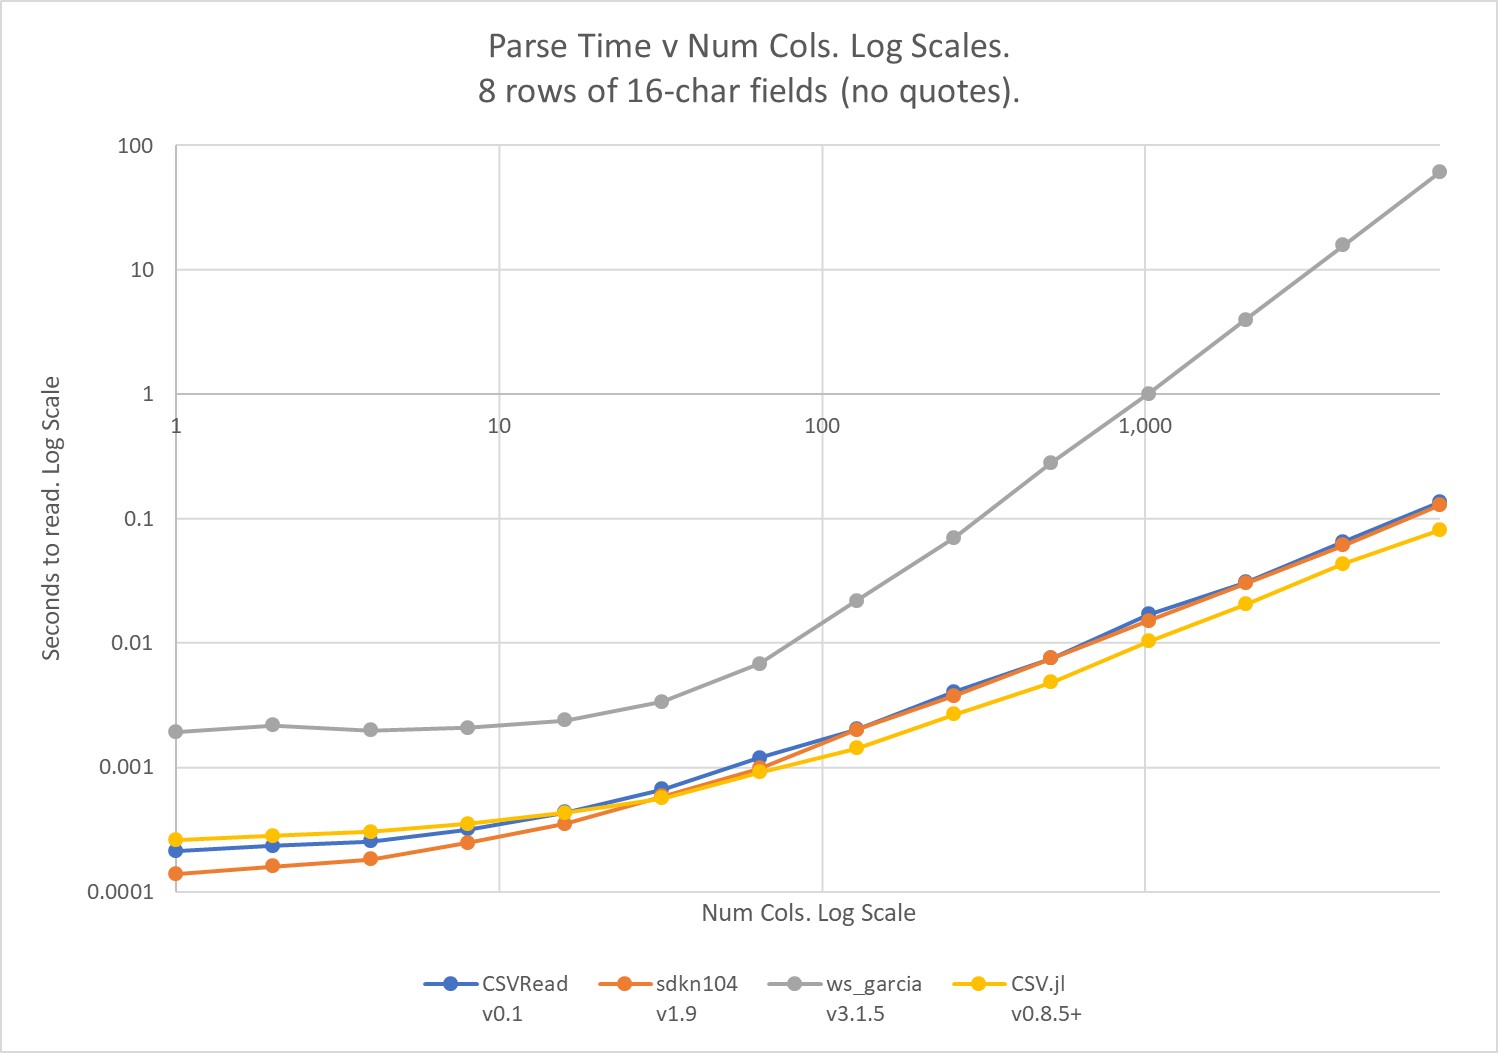 Parse Time v Num Cols. Log Scales.
8 rows of 16-char fields (no quotes).
100
10
1
1 10 100 1,000
0.1
0.01
0.001
0.0001
Seconds to read. Log Scale
Num Cols. Log Scale
CSVRead sdkn104 ws_garcia CSV.jl
v0.1 v1.9 v3.1.5 v0.8.5+